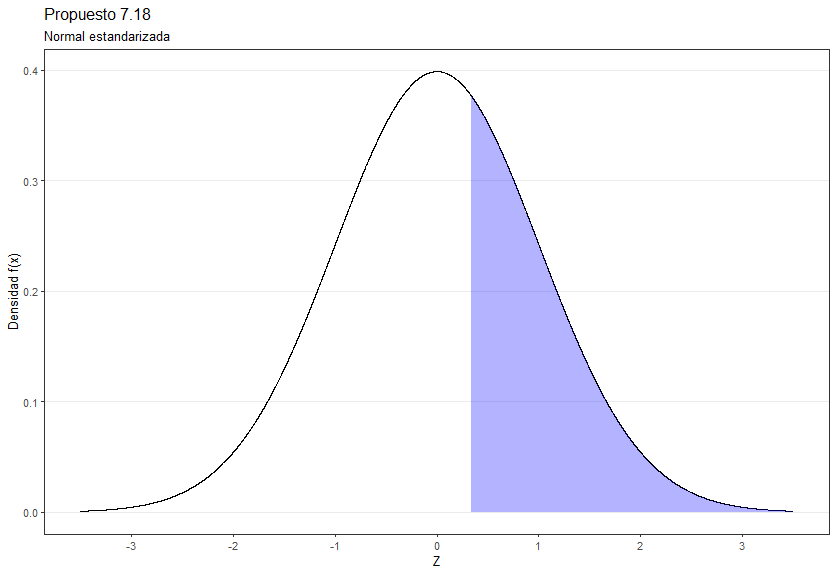 Propuesto 7.18
Normal estandarizada
Densidad f(x)
0.4
0.3
0.2
0.1
0.0
-3 -2 -1 0 1 2 3
Z